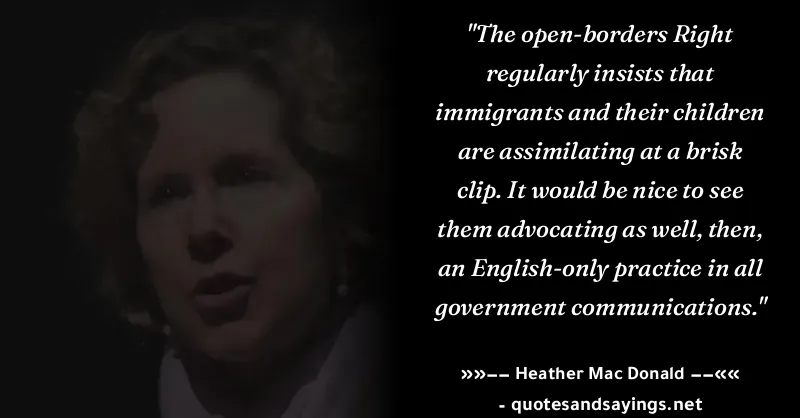 "The open-borders Right
regularly insists that
immigrants and their children
are assimilating at a brisk
clip. It would be nice to see
them advocating as well, then,
an English-only practice in all
government communications."
»»–– Heather Mac Donald ––««
- quotesandsayings.net